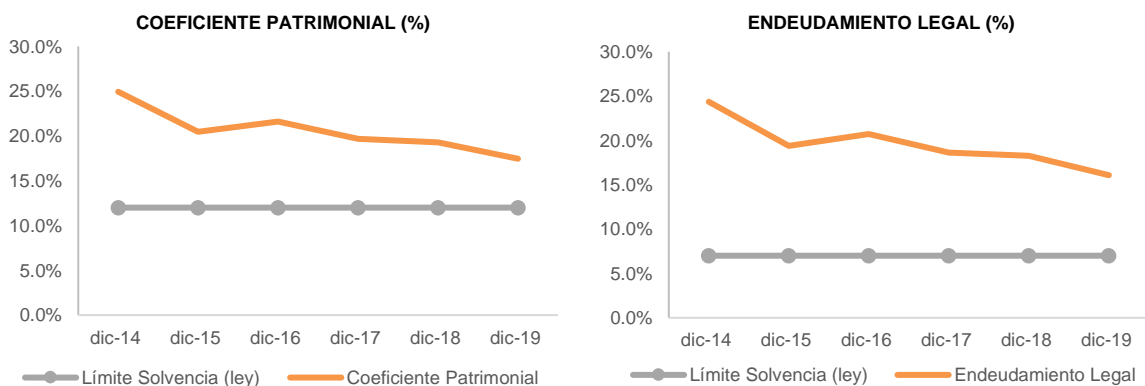 COEFICIENTE PATRIMONIAL (%)
30.0%
25.0%
20.0%
15.0%
10.0%
5.0%
0.0%
dic-14 dic-15 dic-16 dic-17 dic-18 dic-19
Límite Solvencia (ley) Coeficiente Patrimonial
ENDEUDAMIENTO LEGAL (%)
30.0%
25.0%
20.0%
15.0%
10.0%
5.0%
0.0%
dic-14 dic-15 dic-16 dic-17 dic-18 dic-19
Límite Solvencia (ley) Endeudamiento Legal